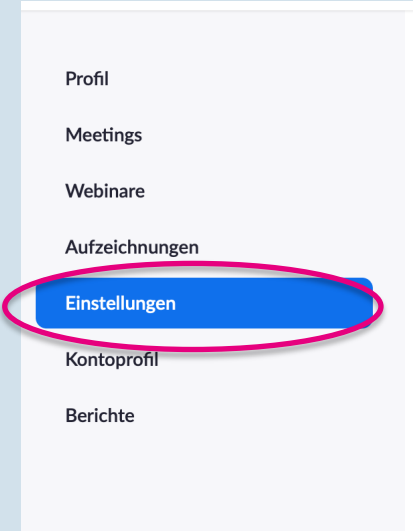 Profil
Meetings
Webinare
Aufzeichnungen
Einstellungen
Kontoprofil
Berichte